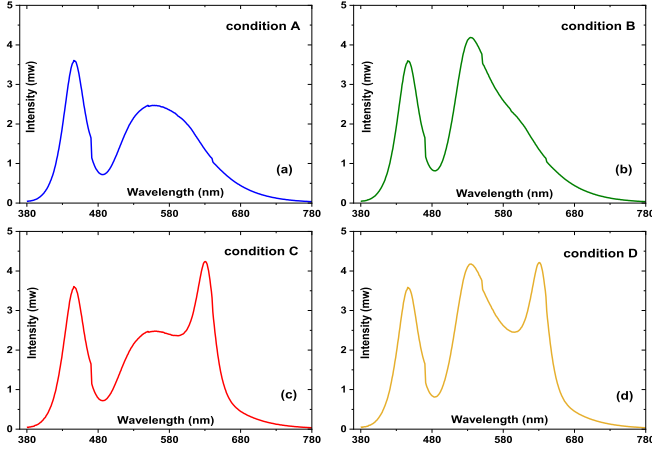 5
4
3
2
1
0
380 480 580 680 780
Intensity (mw)
Wavelength (nm)
condition A
(a)
5
4
3
2
1
0
380 480 580 680 780
Intensity (mw)
Wavelength (nm)
condition B
(b)
5
4
3
2
1
0
380 480 580 680 780
Intensity (mw)
Wavelength (nm)
condition C
(c)
5
4
3
2
1
0
380 480 580 680 780
Intensity (mw)
Wavelength (nm)
condition D
(d)